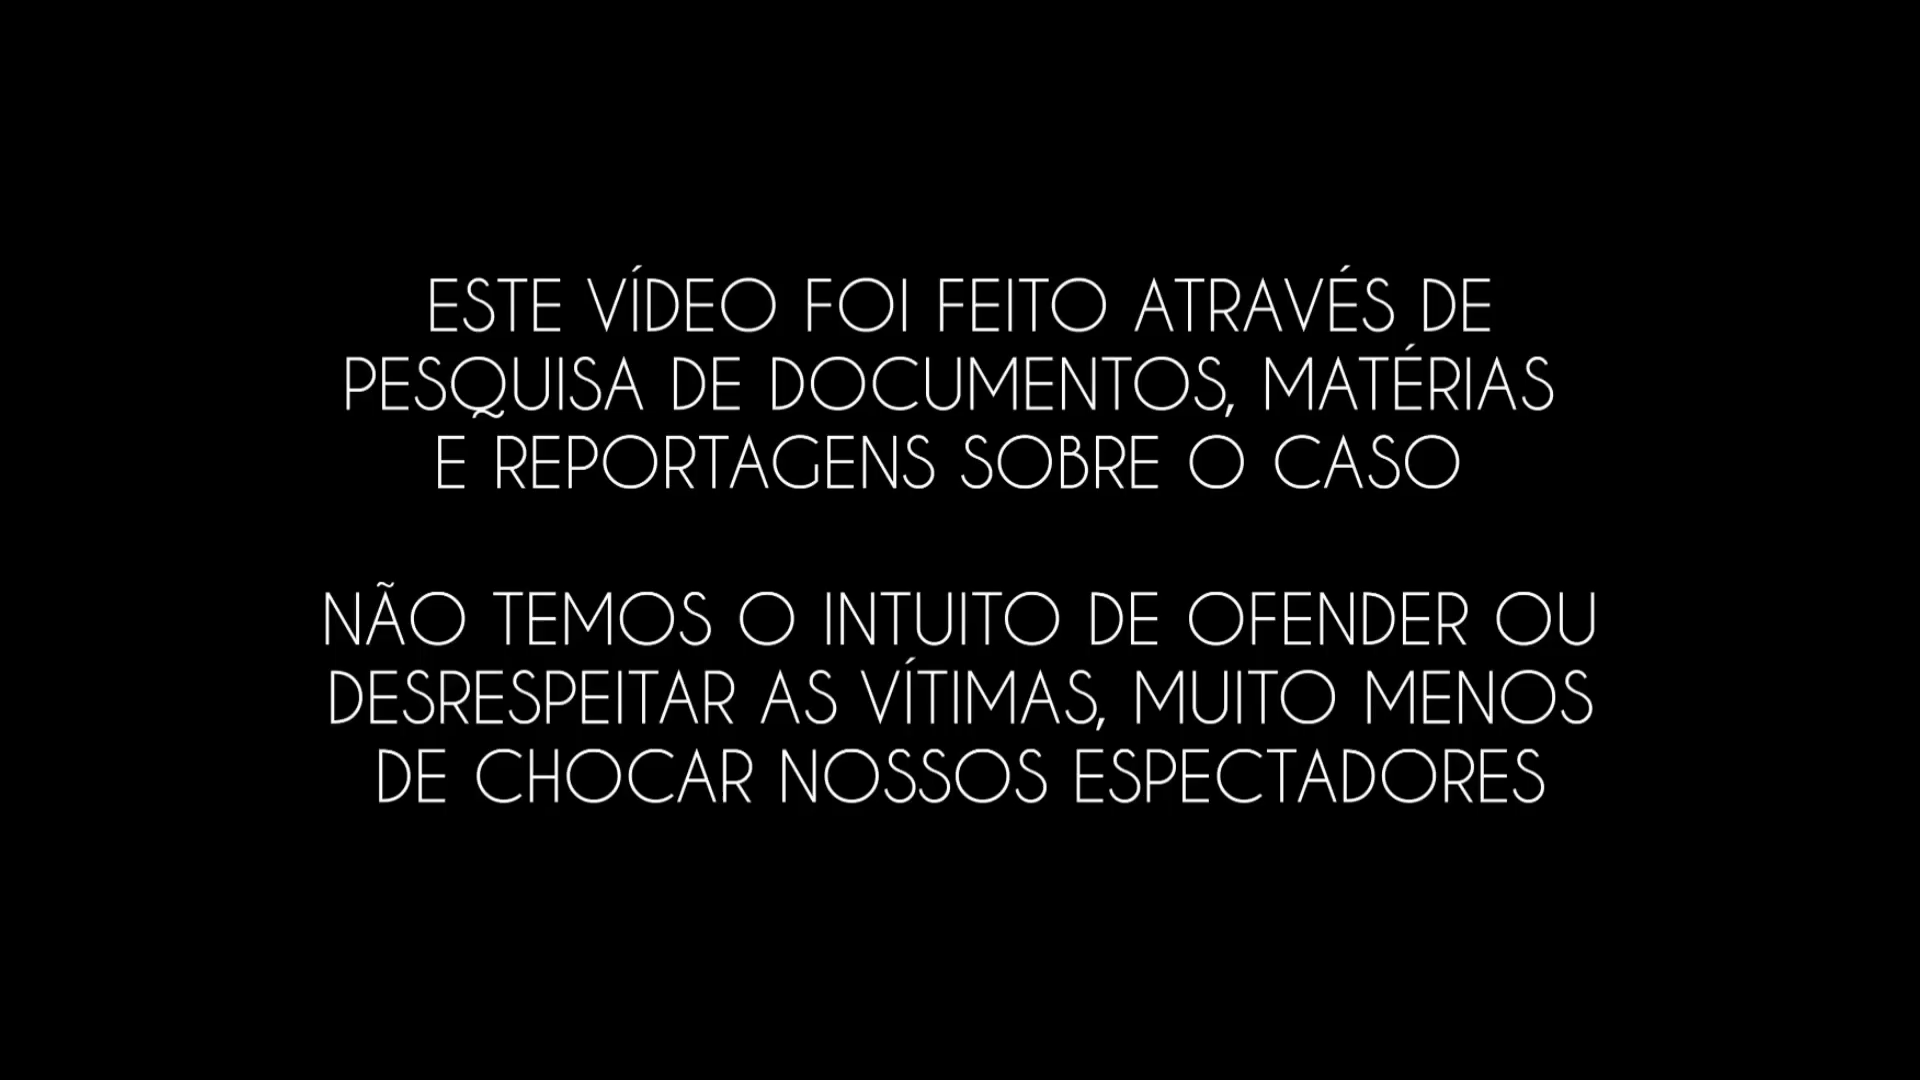 ESTE VÍDEO FOI FEITO ATRAVÉS DE
PESQUISA DE DOCUMENTOS, MATÉRIAS
E REPORTAGENS SOBRE O CASO
NÃO TEMOS O INTUITO DE OFENDER OU
DESRESPEITAR AS VÍTIMAS, MUITO MENOS
DE CHOCAR NOSSOS ESPECTADORES